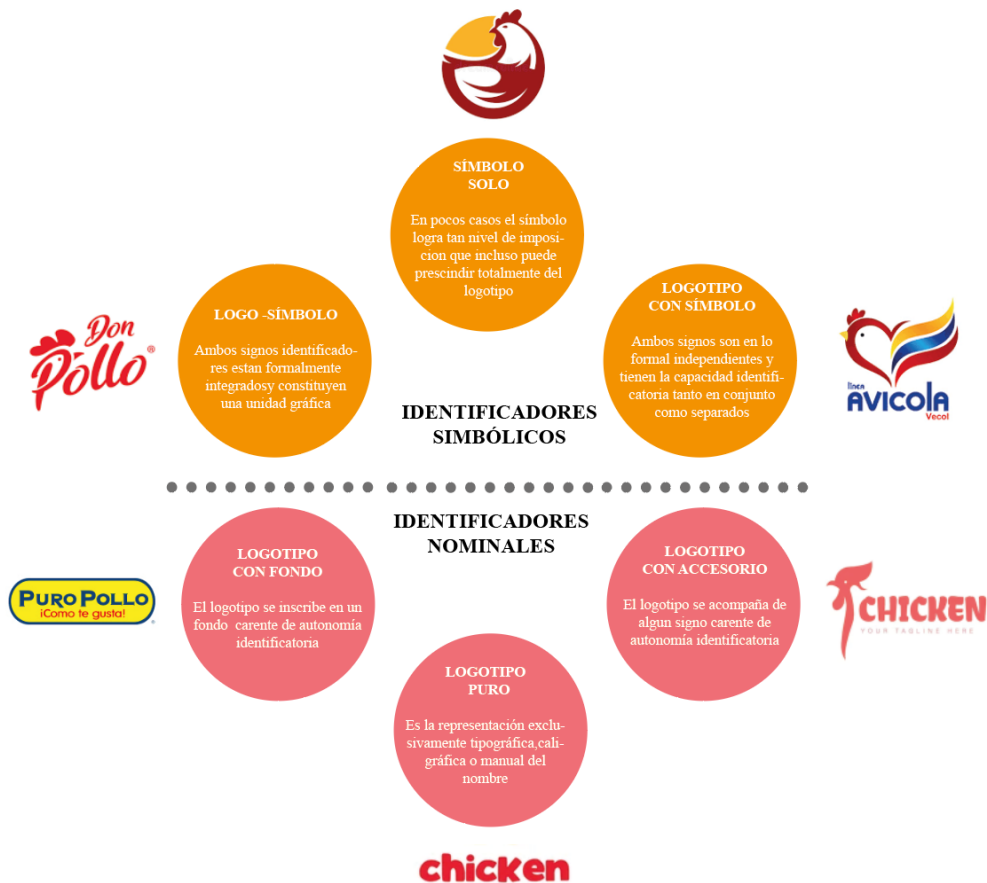 SÍMBOLO
SOLO
En pocos casos el símbolo
logra tan nivel de imposi-
cion que incluso puede
prescindir totalmente del
logotipo
Don
Pollo®
LOGO -SÍMBOLO
Ambos signos identificado-
res estan formalmente
integradosy constituyen
una unidad gráfica
LOGOTIPO
CON SÍMBOLO
Ambos signos son en lo
formal independientes y
tienen la capacidad identifi-
catoria tanto en conjunto
como separados
línea
AVICOLA
Vecol
IDENTIFICADORES
SIMBÓLICOS
IDENTIFICADORES
NOMINALES
PURO POLLO
¡Como te gusta!
LOGOTIPO
CON FONDO
El logotipo se inscribe en un
fondo carente de autonomía
identificatoria
LOGOTIPO
CON ACCESORIO
El logotipo se acompaña de
algun signo carente de
autonomía identificatoria
CHICKEN
YOUR TAGLINE HERE
LOGOTIPO
PURO
Es la representación exclu-
sivamente tipográfica,cali-
gráfica o manual del
nombre
chicken